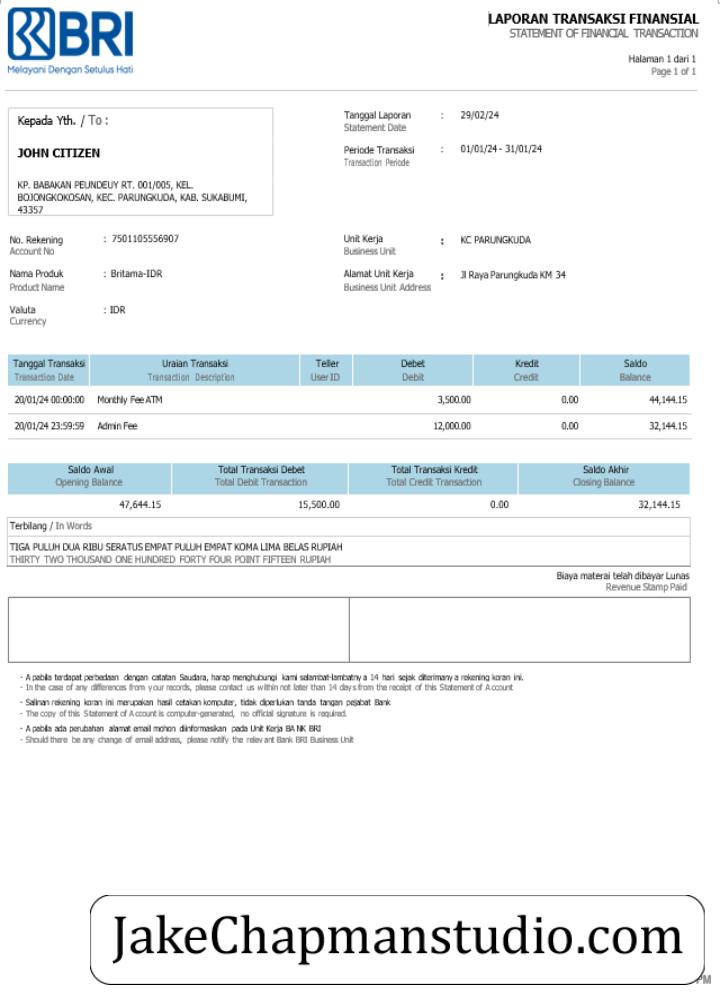 BRI
LAPORAN TRANSAKSI FINANSIAL
STATEMENT OF FINANCIAL TRANSACTION
Melayani Dengan Setulus Hati
Halaman 1 dari 1
Page 1 of 1
Kepada Yth. / To :
JOHN CITIZEN
KP. BABAKAN PEUNDEUY RT. 001/005, KEL.
BOJONGKOKOSAN, KEC. PARUNGKUDA, KAB. SUKABUMI,
43357
Tanggal Laporan : 29/02/24
Statement Date
Periode Transaksi : 01/01/24 - 31/01/24
Transaction Periode
No. Rekening : 7501105556907
Account No
Unit Kerja : KC PARUNGKUDA
Business Unit
Nama Produk : Britama-IDR
Product Name
Alamat Unit Kerja : Jl Raya Parungkuda KM 34
Business Unit Address
Valuta : IDR
Currency
Tanggal Transaksi Uraian Transaksi Teller Debet Kredit Saldo
Transaction Date Transaction Description User ID Debit Credit Balance
20/01/24 00:00:00 Monthly Fee ATM 3,500.00 0.00 44,144.15
20/01/24 23:59:59 Admin Fee 12,000.00 0.00 32,144.15
Saldo Awal Total Transaksi Debet Total Transaksi Kredit Saldo Akhir
Opening Balance Total Debit Transaction Total Credit Transaction Closing Balance
47,644.15 15,500.00 0.00 32,144.15
Terbilang / In Words
TIGA PULUH DUA RIBU SERATUS EMPAT PULUH EMPAT KOMA LIMA BELAS RUPIAH
THIRTY TWO THOUSAND ONE HUNDRED FORTY FOUR POINT FIFTEEN RUPIAH
Biaya materai telah dibayar Lunas
Revenue Stamp Paid
- Apabila terdapat perbedaan dengan catatan Saudara, harap menghubungi kami selambat-lambatnya 14 hari sejak diterimanya rekening koran ini.
- In the case of any differences from your records, please contact us within not later than 14 days from the receipt of this Statement of Account
- Salinan rekening koran ini merupakan hasil cetakan komputer, tidak diperlukan tanda tangan pejabat Bank
- The copy of this Statement of Account is computer-generated, no official signature is required.
- Apabila ada perubahan alamat email mohon diinformasikan pada Unit Kerja BANK BRI
- Should there be any change of email address, please notify the relevant Bank BRI Business Unit
JakeChapmanstudio.com
PM